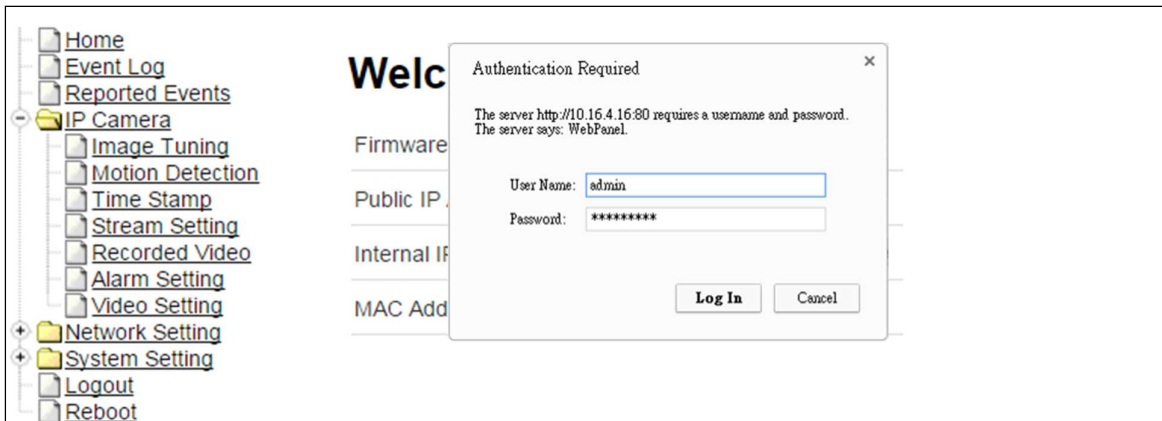 Home
Event Log
Reported Events
IP Camera
Image Tuning
Motion Detection
Time Stamp
Stream Setting
Recorded Video
Alarm Setting
Video Setting
Network Setting
System Setting
Logout
Reboot
Welc
Firmware
Public IP
Internal IP
MAC Add
Authentication Required
The server http://10.16.4.16:80 requires a username and password.
The server says: WebPanel.
User Name: admin
Password: *********
Log In Cancel